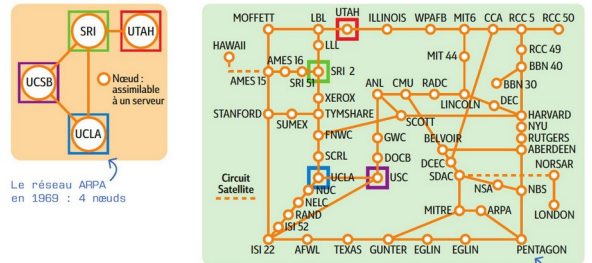 SRI
UTAH
UCSB
UCLA
Nœud :
assimilable
à un serveur
Le réseau ARPA
en 1969 : 4 nœuds
MOFFETT
LBL
UTAH
ILLINOIS
WPAFB
MIT6
CCA
RCC 5
RCC 50
HAWAII
LLL
RCC 49
AMES 16
MIT 44
BBN 40
AMES 15
SRI 51
SRI 2
ANL
CMU
RADC
BBN 30
XEROX
LINCOLN
DEC
STANFORD
TYMSHARE
SCOTT
HARVARD
SUMEX
NYU
FNWC
GWC
BELVOIR
RUTGERS
ABERDEEN
SCRL
DOCB
DCEC
NORSAR
Circuit
Satellite
UCLA
USC
SDAC
NUC
NSA
NBS
NELC
RAND
MITRE
ARPA
LONDON
ISI 52
ISI 22
AFWL
TEXAS
GUNTER
EGLIN
EGLIN
PENTAGON